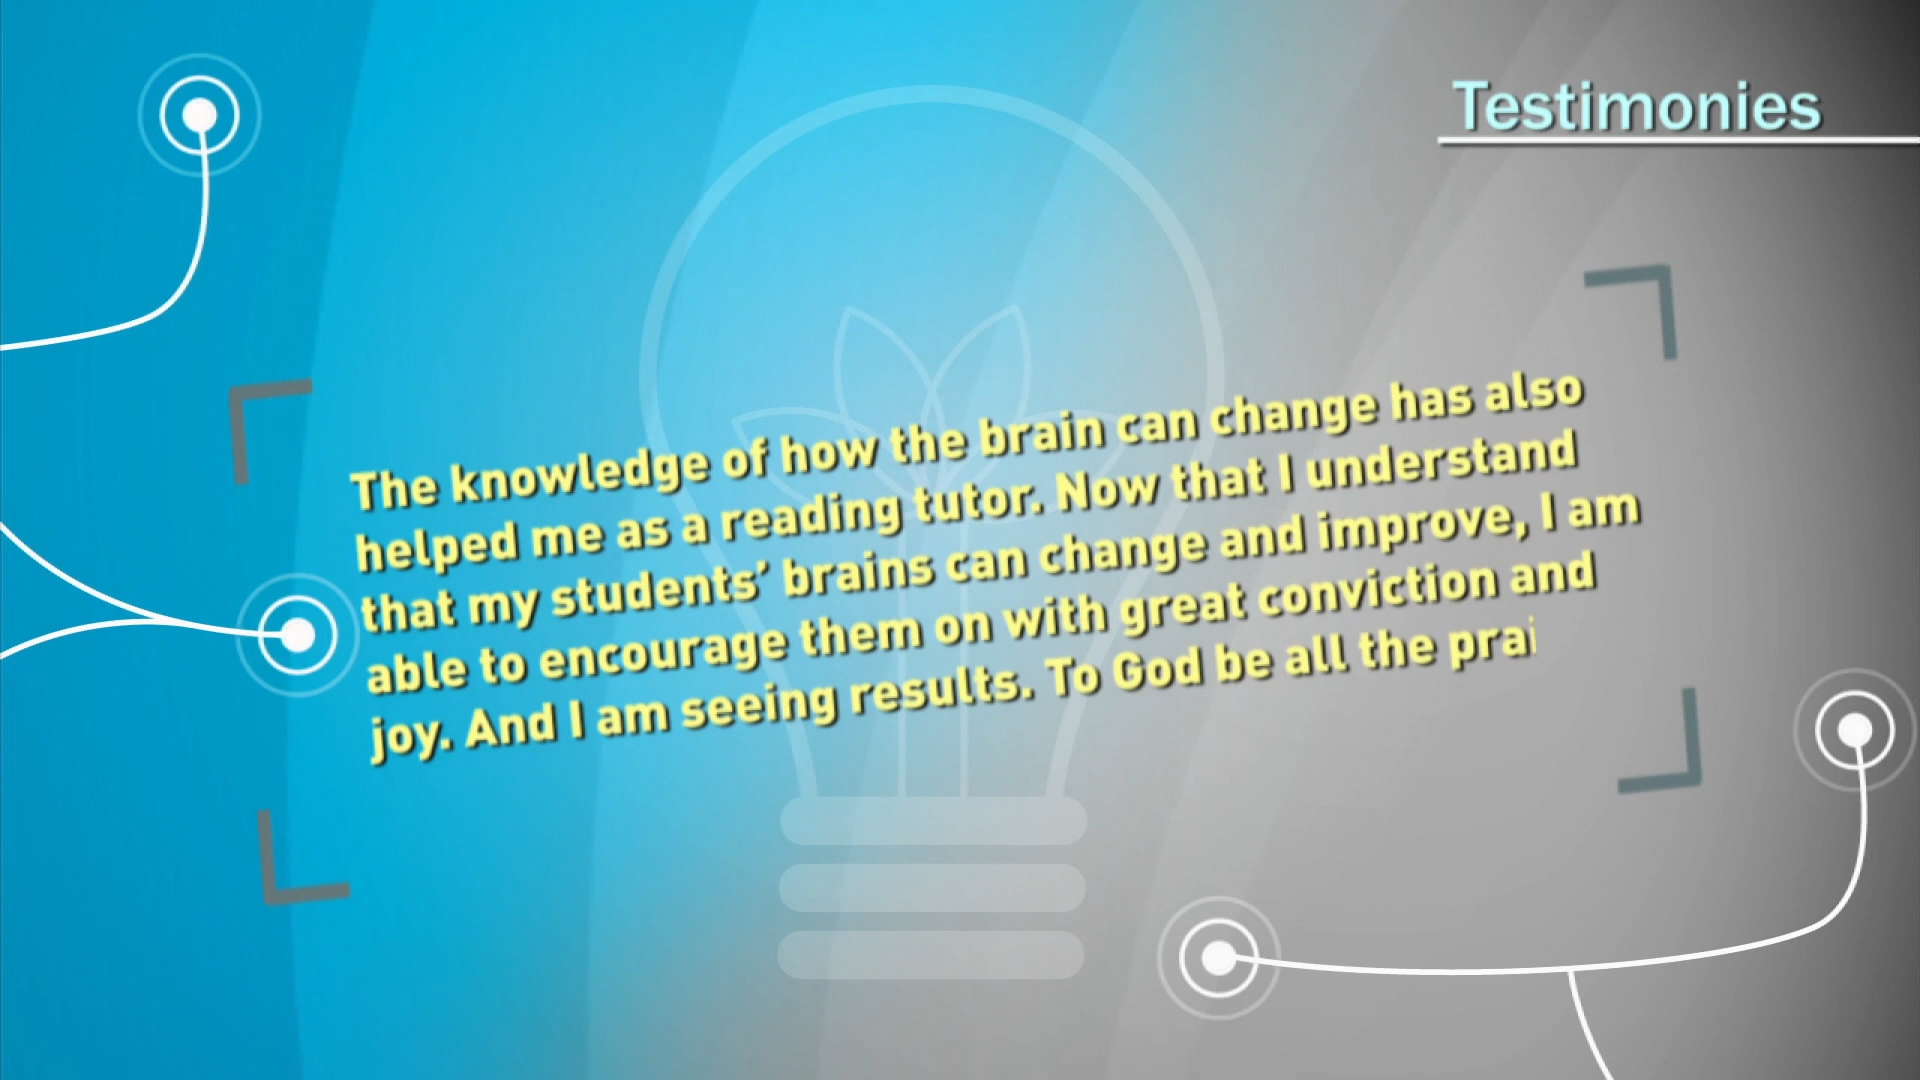 Testimonies
The knowledge of how the brain can change has also
helped me as a reading tutor. Now that I understand
that my students’ brains can change and improve, I am
able to encourage them on with great conviction and
joy. And I am seeing results. To God be all the prai